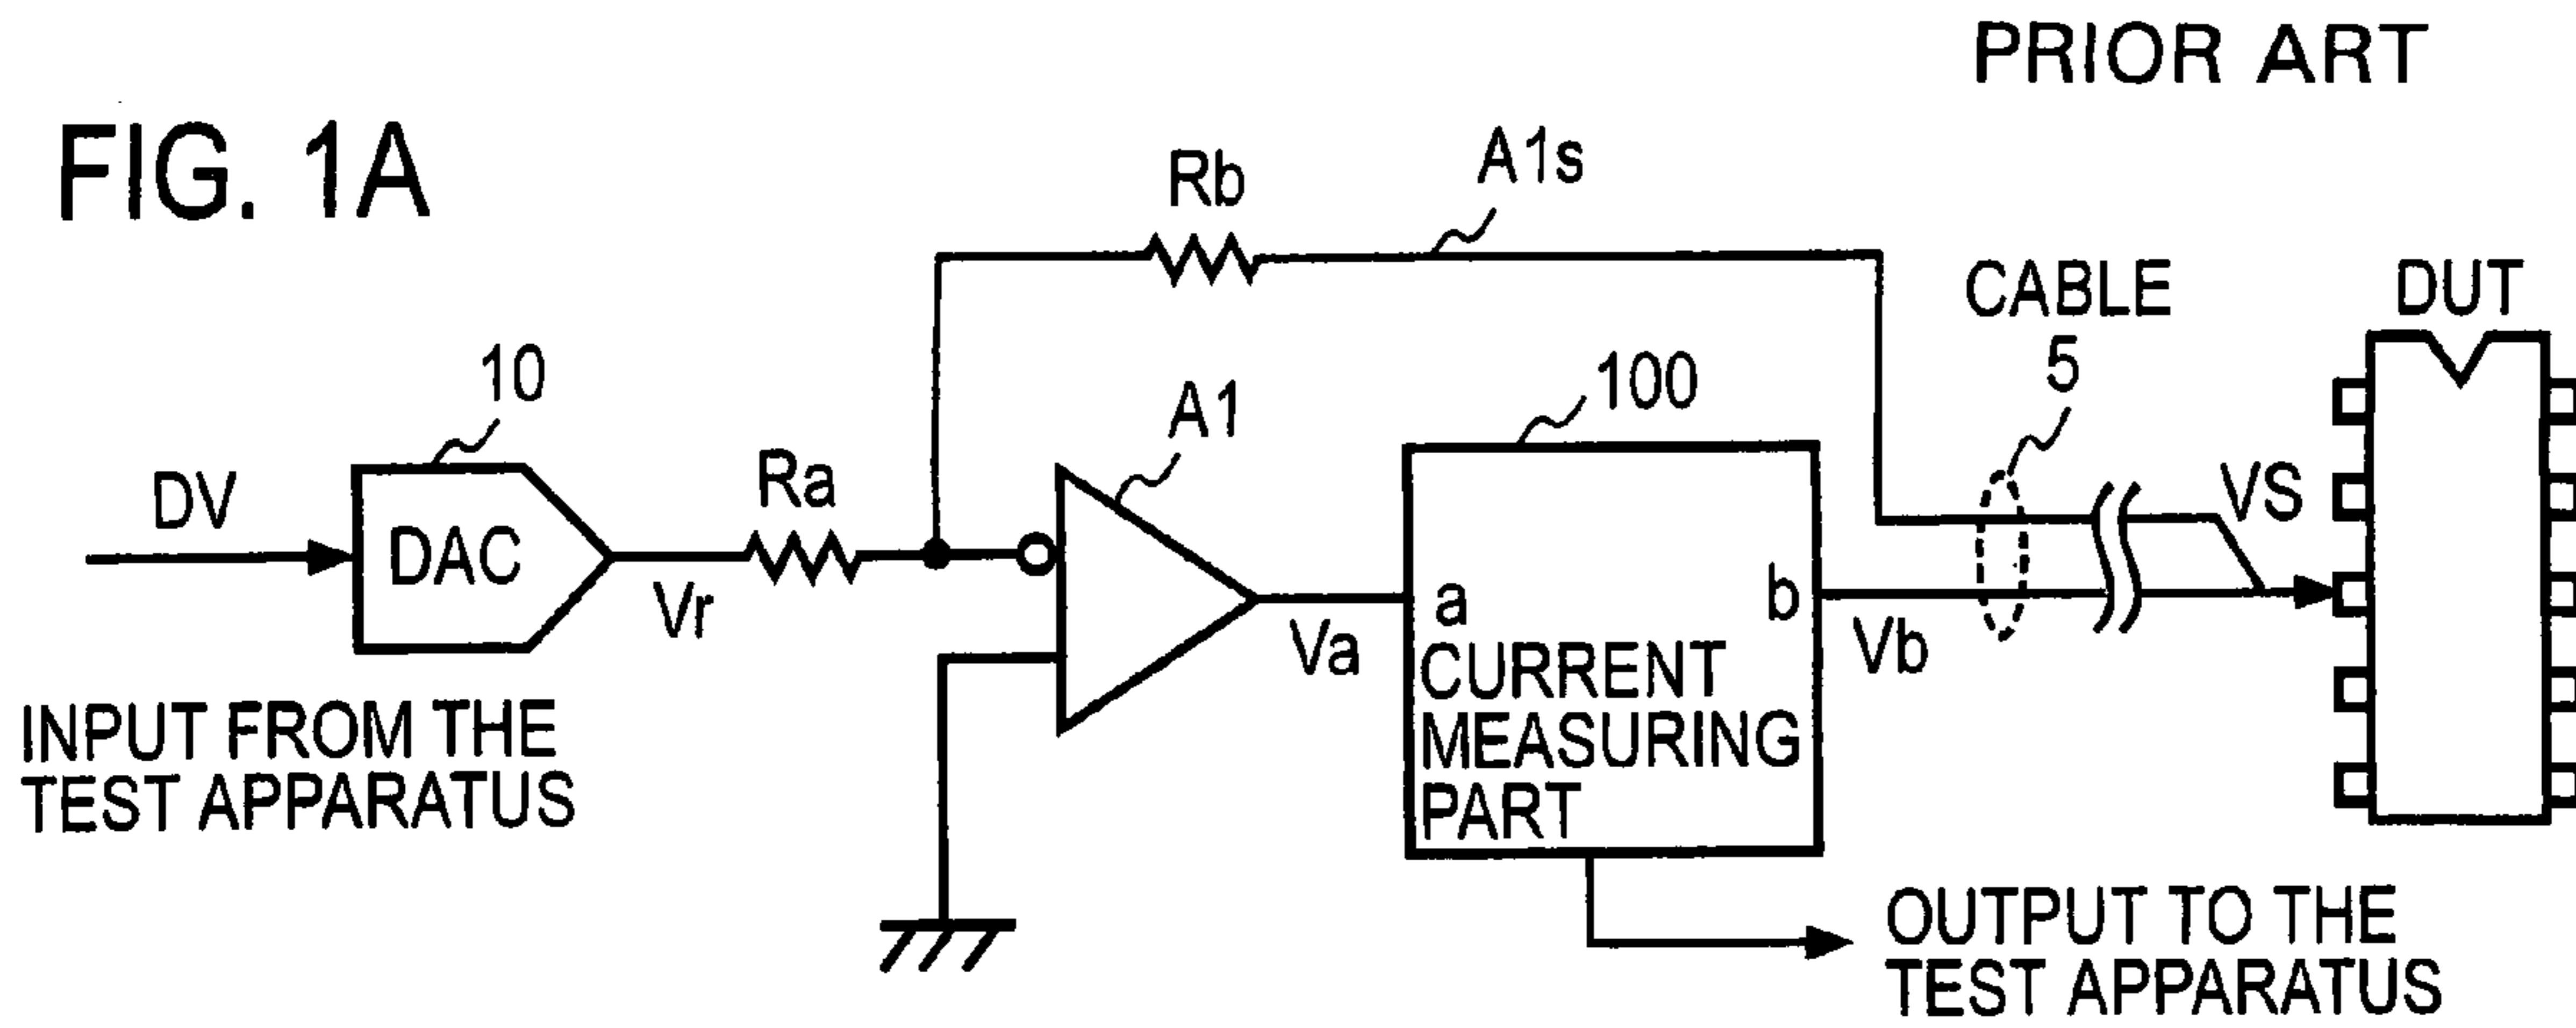 PRIOR ART
FIG. 1A
Rb
A1s
CABLE
5
DUT
10
A1
100
DV
DAC
Ra
VS
Vr
Va
a
b
Vb
CURRENT
MEASURING
PART
INPUT FROM THE
TEST APPARATUS
OUTPUT TO THE
TEST APPARATUS